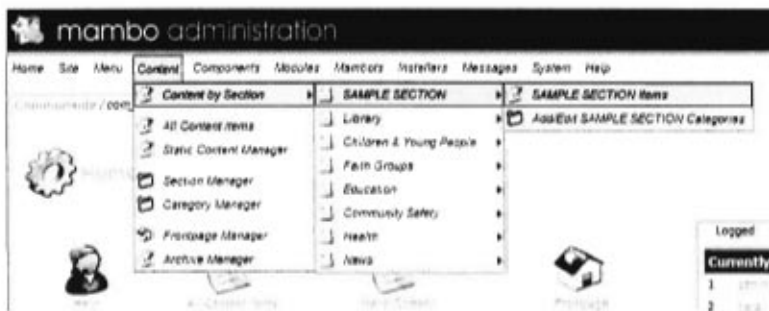 mambo administration
Home Site Menu Content Components Modules Mambots Installers Messages System Help
Content by Section
SAMPLE SECTION
SAMPLE SECTION Items
Add/Edit SAMPLE SECTION Categories
All Content Items
Static Content Manager
Section Manager
Category Manager
Frontpage Manager
Archive Manager
Library
Children & Young People
Faith Groups
Education
Community Safety
Health
News
Logged
Currently
1
2